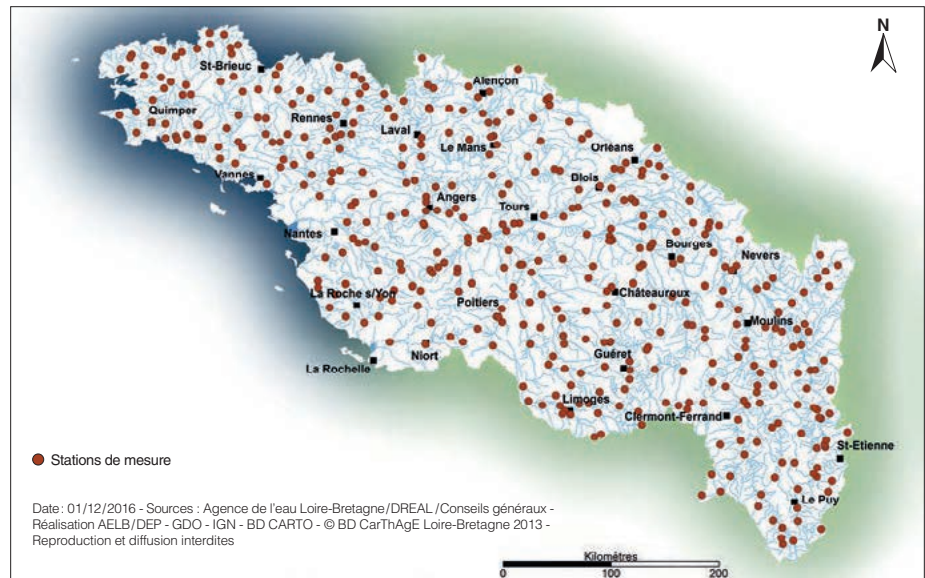 N
St-Brieuc
Alençon
Quimper
Rennes
Laval
Le Mans
Orléans
Vannes
Blois
Angers
Tours
Nantes
Bourges
Nevers
La Roche s/Yon
Châteauroux
Poitiers
Moulins
Niort
Guéret
La Rochelle
Limoges
Clermont-Ferrand
St-Etienne
Stations de mesure
Le Puy
Date : 01/12/2016 - Sources : Agence de l'eau Loire-Bretagne/DREAL /Conseils généraux -
Réalisation AELB/DEP - GDO - IGN - BD CARTO - © BD CarThAgE Loire-Bretagne 2013 -
Reproduction et diffusion interdites
Kilomètres
0 100 200